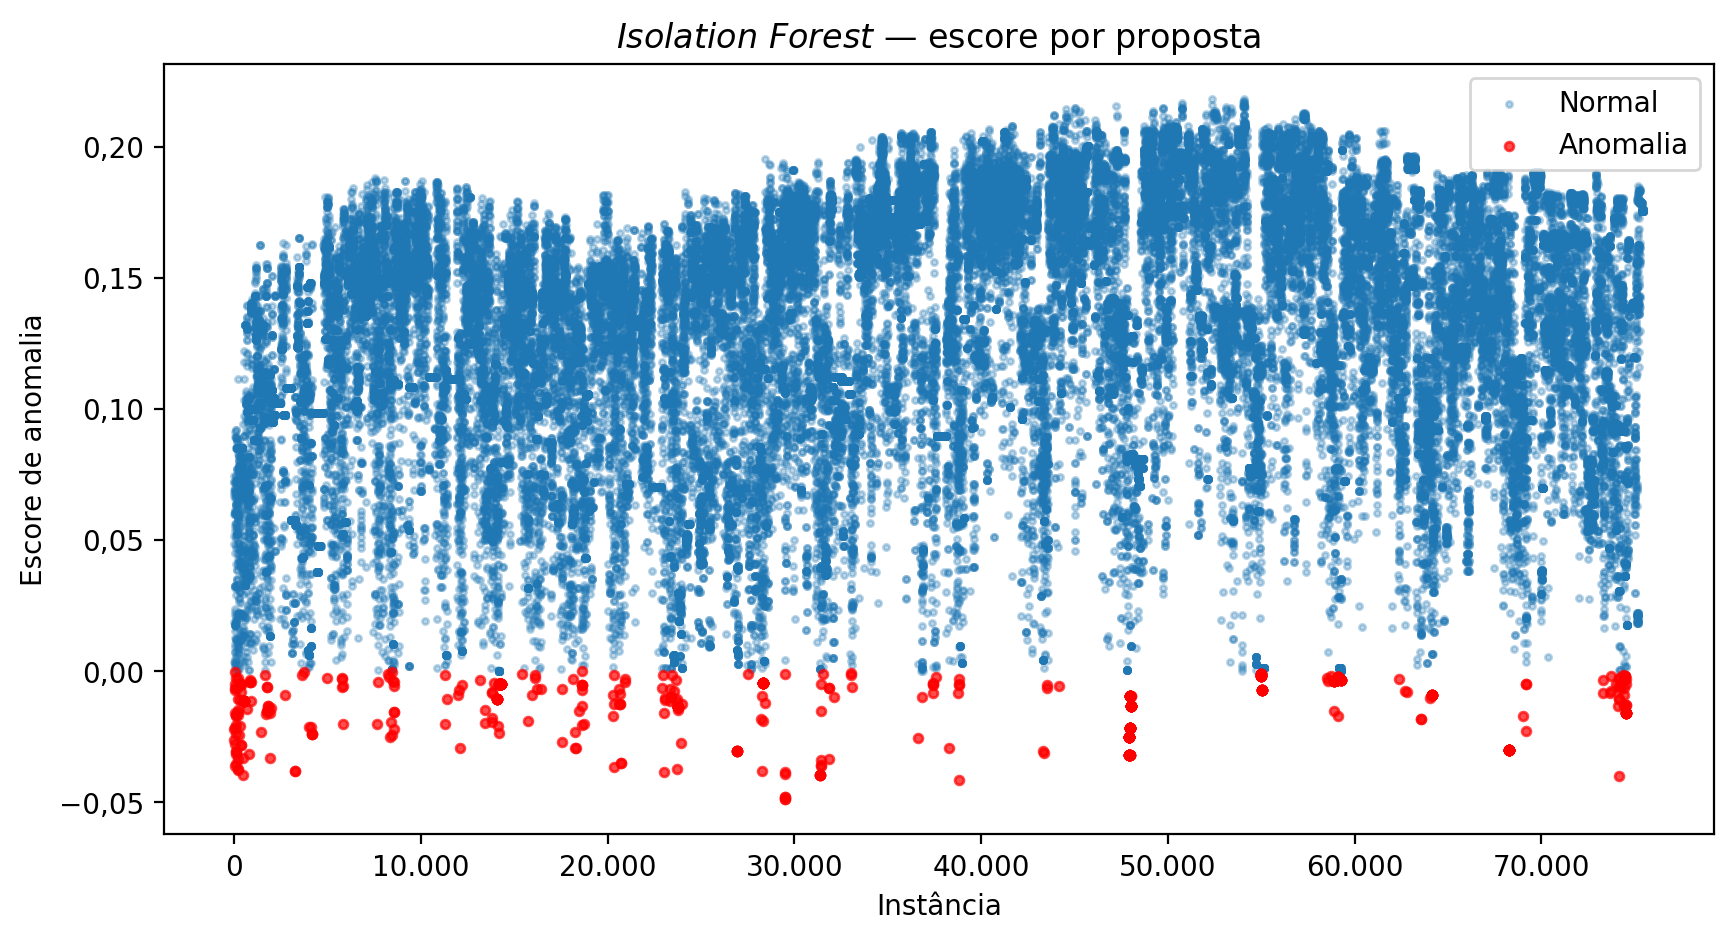 Isolation Forest — escore por proposta
Normal
Anomalia
Escore de anomalia
0,20
0,15
0,10
0,05
0,00
−0,05
0
10.000
20.000
30.000
40.000
50.000
60.000
70.000
Instância